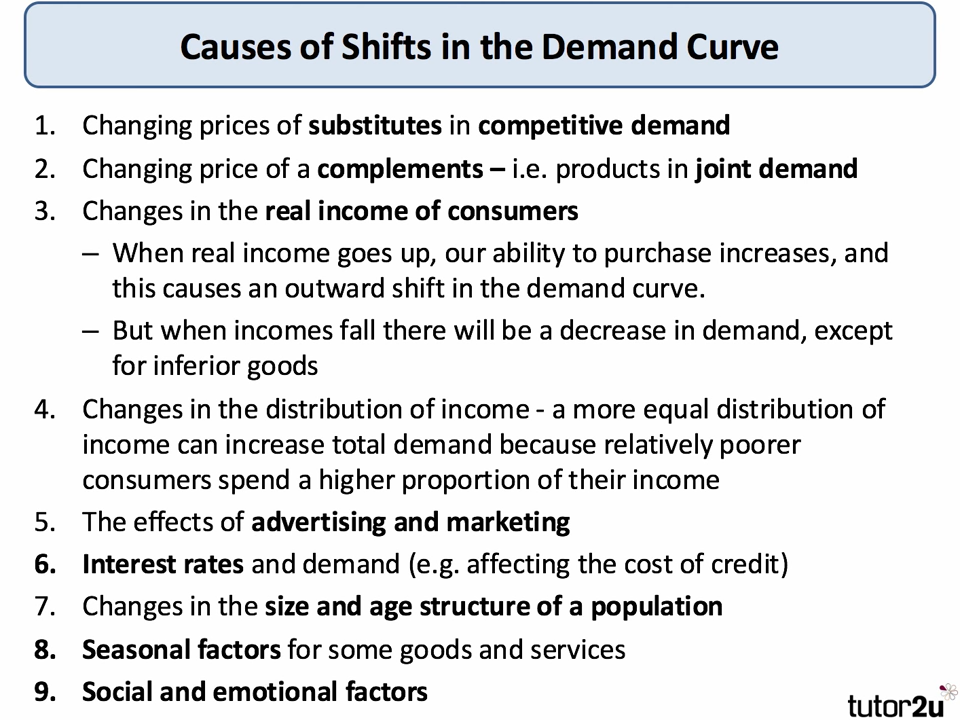 Causes of Shifts in the Demand Curve
1. Changing prices of substitutes in competitive demand
2. Changing price of a complements – i.e. products in joint demand
3. Changes in the real income of consumers
– When real income goes up, our ability to purchase increases, and
this causes an outward shift in the demand curve.
– But when incomes fall there will be a decrease in demand, except
for inferior goods
4. Changes in the distribution of income - a more equal distribution of
income can increase total demand because relatively poorer
consumers spend a higher proportion of their income
5. The effects of advertising and marketing
6. Interest rates and demand (e.g. affecting the cost of credit)
7. Changes in the size and age structure of a population
8. Seasonal factors for some goods and services
9. Social and emotional factors
tutor2u